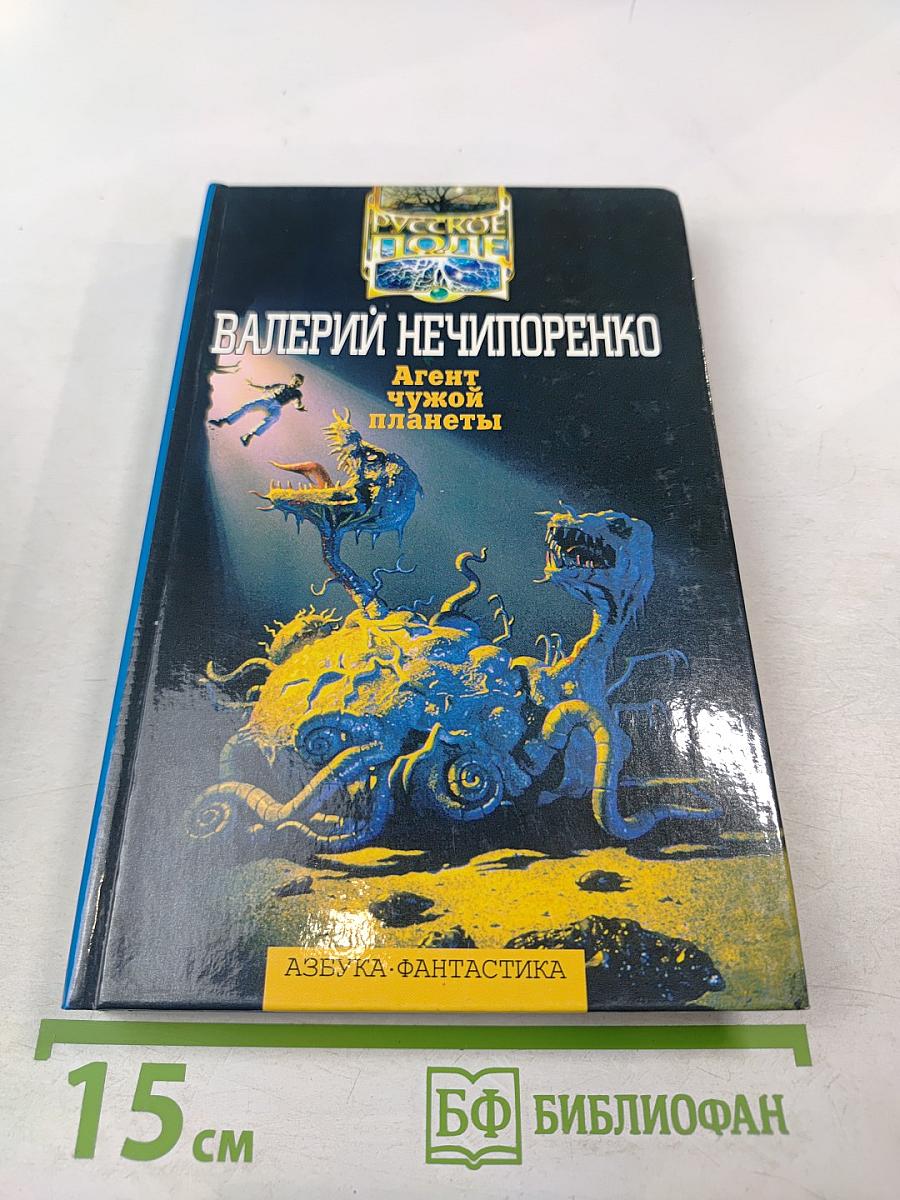 РУССКОЕ
ПОЛЕ
ВАЛЕРИЙ НЕЧИПОРЕНКО
Агент
чужой
планеты
АЗБУКА·ФАНТАСТИКА
15 см
БФ БИБЛИОФАН